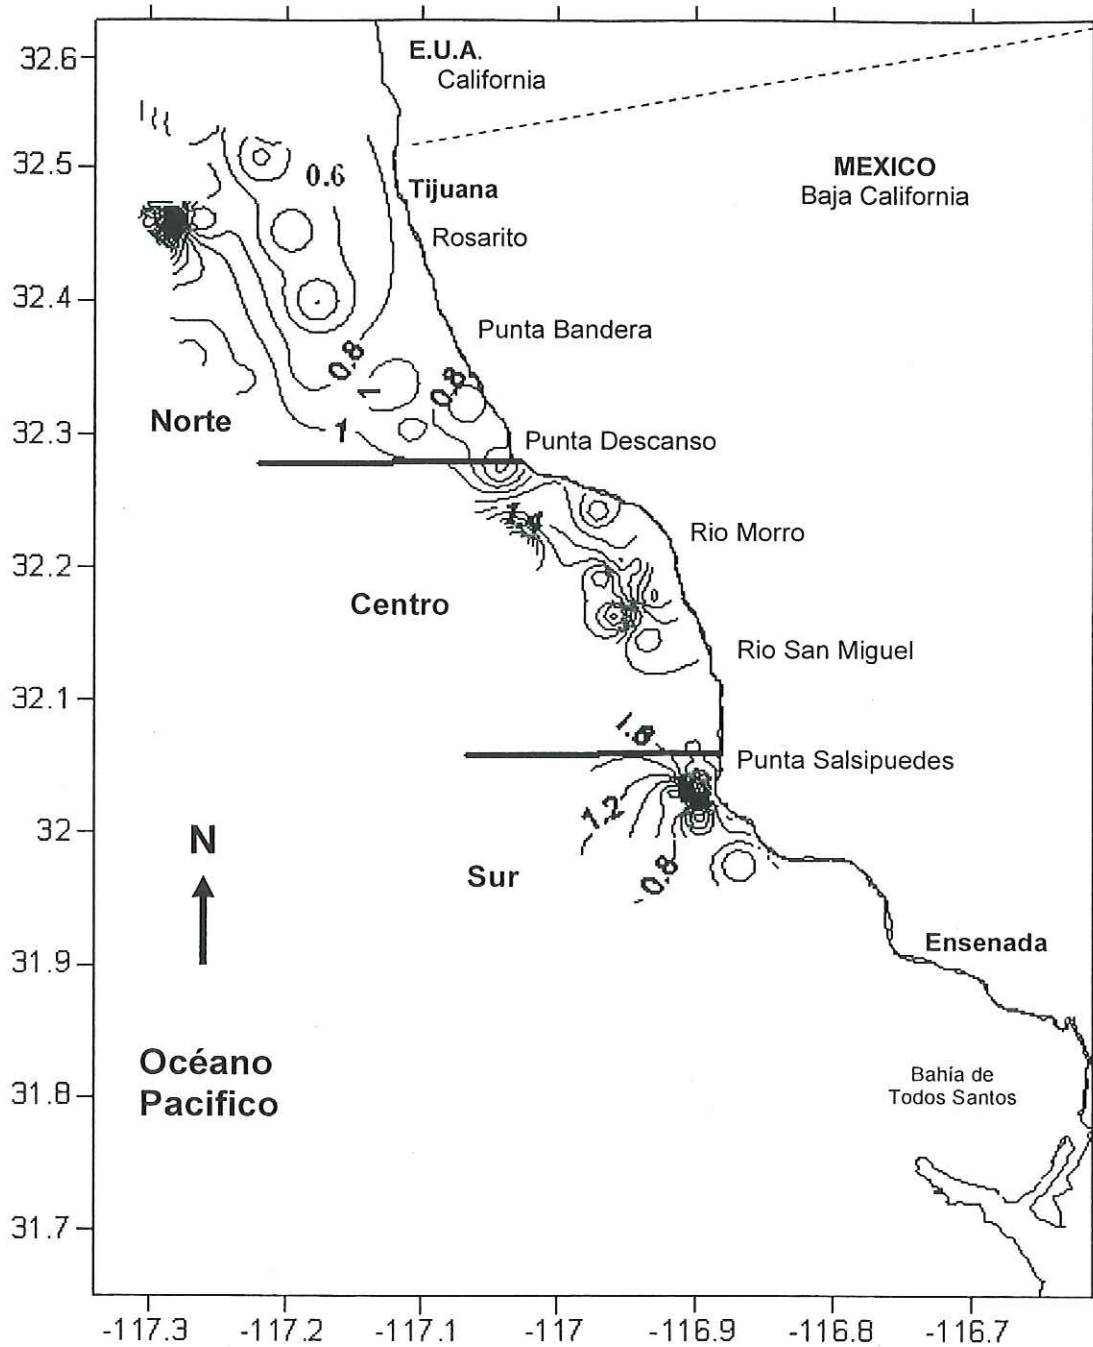 32.6
E.U.A.
California
32.5
MEXICO
Baja California
0.6
Tijuana
Rosarito
32.4
Punta Bandera
0.8
1
0.8
Norte
1
32.3
Punta Descanso
Rio Morro
32.2
Centro
Rio San Miguel
32.1
Punta Salsipuedes
1.2
32
N
0.8
Sur
31.9
Ensenada
Océano
Pacifico
Bahía de
Todos Santos
31.8
31.7
-117.3
-117.2
-117.1
-117
-116.9
-116.8
-116.7